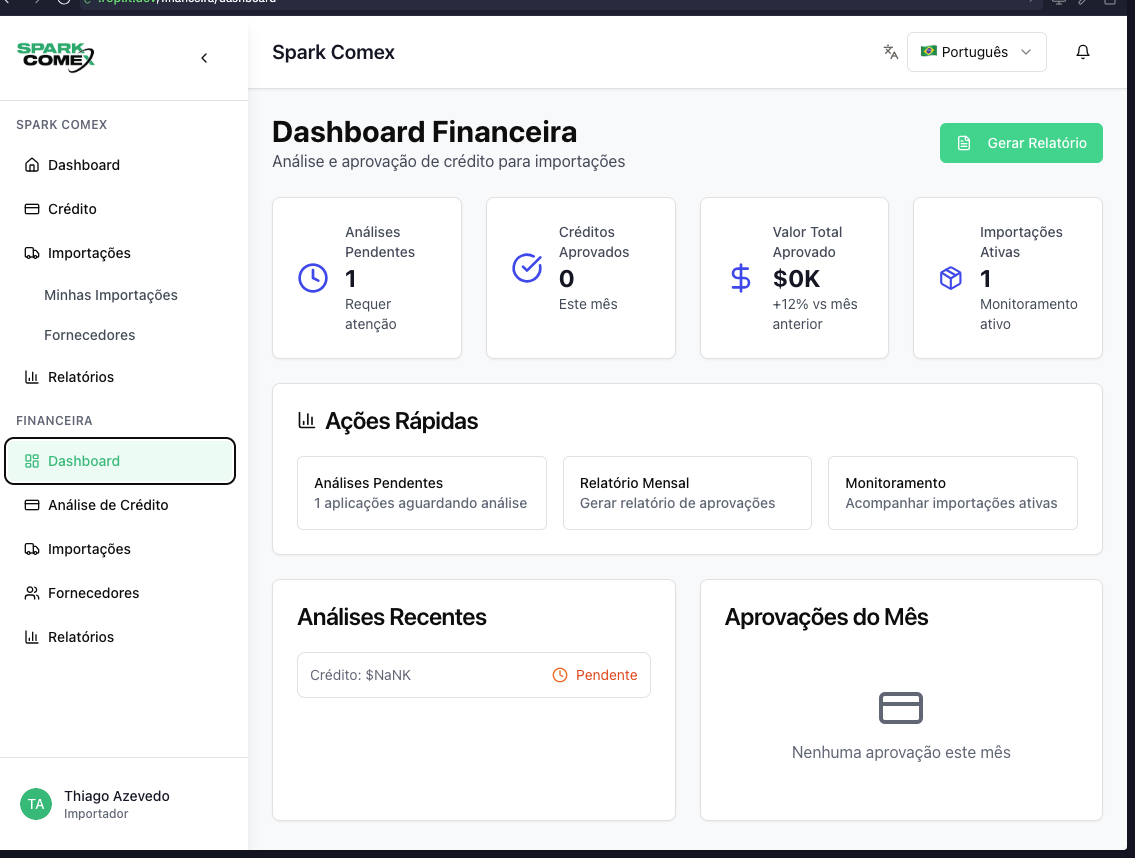 SPARK
COMEX
Spark Comex
Português
SPARK COMEX
Dashboard
Crédito
Importações
Minhas Importações
Fornecedores
Relatórios
FINANCEIRA
Dashboard
Análise de Crédito
Importações
Fornecedores
Relatórios
TA
Thiago Azevedo
Importador
Dashboard Financeira
Análise e aprovação de crédito para importações
Gerar Relatório
Análises
Pendentes
1
Requer
atenção
Créditos
Aprovados
0
Este mês
Valor Total
Aprovado
$0K
+12% vs mês
anterior
Importações
Ativas
1
Monitoramento
ativo
Ações Rápidas
Análises Pendentes
1 aplicações aguardando análise
Relatório Mensal
Gerar relatório de aprovações
Monitoramento
Acompanhar importações ativas
Análises Recentes
Crédito: $NaNK
Pendente
Aprovações do Mês
Nenhuma aprovação este mês